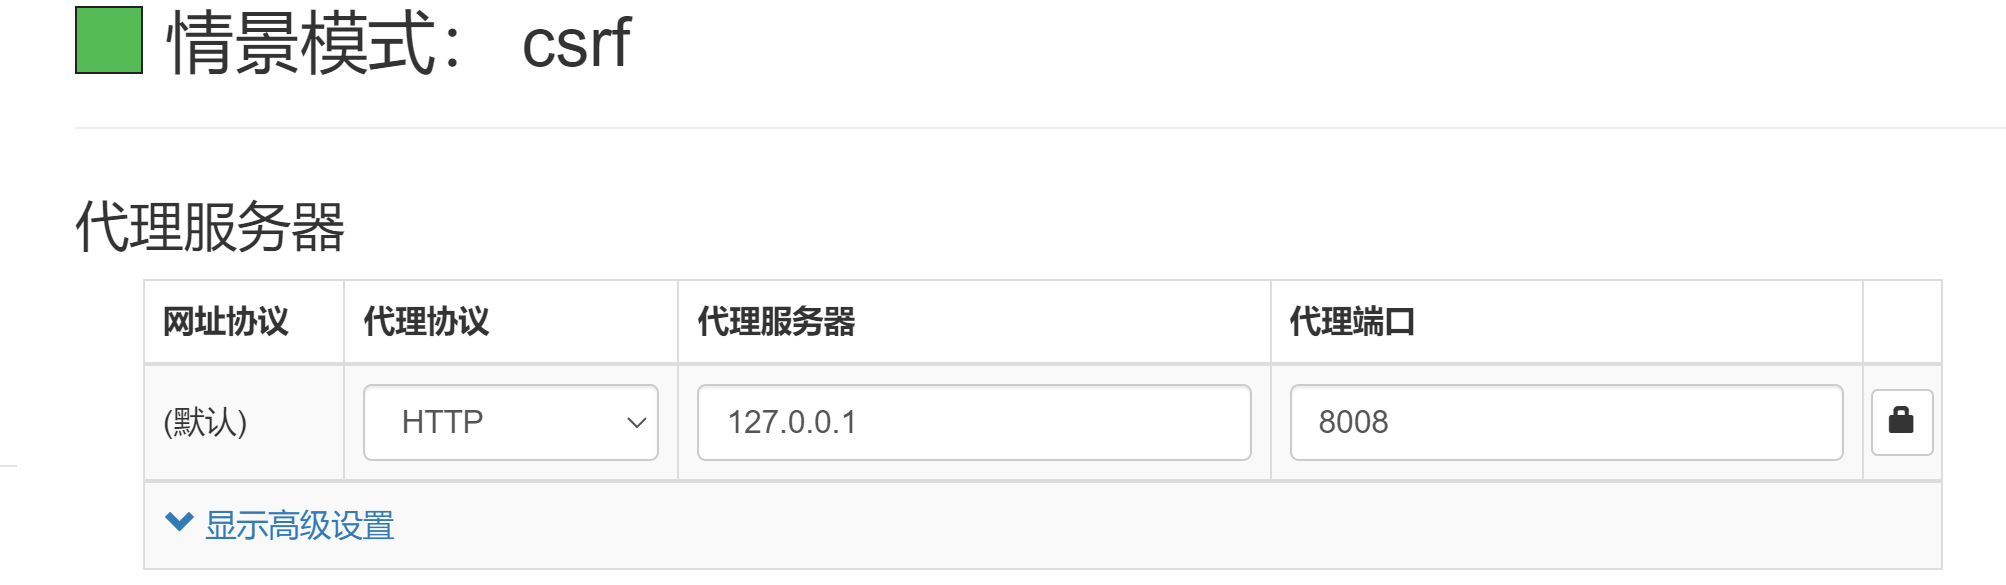 情景模式： csrf
代理服务器
网址协议 代理协议 代理服务器 代理端口
(默认) HTTP 127.0.0.1 8008
显示高级设置